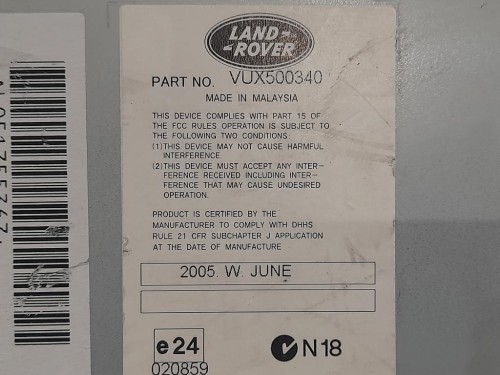 LAND-
-ROVER
PART NO. VUX500340
MADE IN MALAYSIA
THIS DEVICE COMPLIES WITH PART 15 OF
THE FCC RULES OPERATION IS SUBJECT TO
THE FOLLOWING TWO CONDITIONS:
(1)THIS DEVICE MAY NOT CAUSE HARMFUL
INTERFERENCE.
(2)THIS DEVICE MUST ACCEPT ANY INTER-
FERENCE RECEIVED INCLUDING INTER-
FERENCE THAT MAY CAUSE UNDESIRED
OPERATION.
PRODUCT IS CERTIFIED BY THE
MANUFACTURER TO COMPLY WITH DHHS
RULE 21 CFR SUBCHAPTER J APPLICATION
AT THE DATE OF MANUFACTURE
2005. W. JUNE
e24
020859
N18